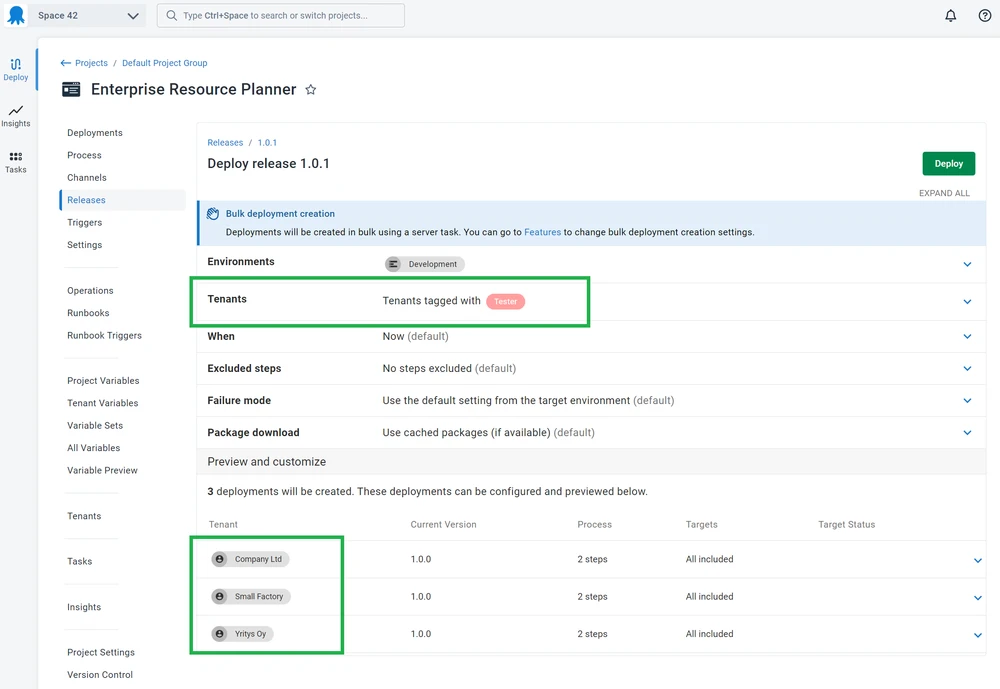 Space 42
Type Ctrl+Space to search or switch projects...
Deploy
Insights
Tasks
Projects / Default Project Group
Enterprise Resource Planner
Deployments
Process
Channels
Releases
Triggers
Settings
Operations
Runbooks
Runbook Triggers
Project Variables
Tenant Variables
Variable Sets
All Variables
Variable Preview
Tenants
Tasks
Insights
Project Settings
Version Control
Releases / 1.0.1
Deploy release 1.0.1
Deploy
EXPAND ALL
Bulk deployment creation
Deployments will be created in bulk using a server task. You can go to Features to change bulk deployment creation settings.
Environments Development
Tenants Tenants tagged with Tester
When Now (default)
Excluded steps No steps excluded (default)
Failure mode Use the default setting from the target environment (default)
Package download Use cached packages (if available) (default)
Preview and customize
3 deployments will be created. These deployments can be configured and previewed below.
Tenant Current Version Process Targets Target Status
Company Ltd 1.0.0 2 steps All included
Small Factory 1.0.0 2 steps All included
Yritys Oy 1.0.0 2 steps All included